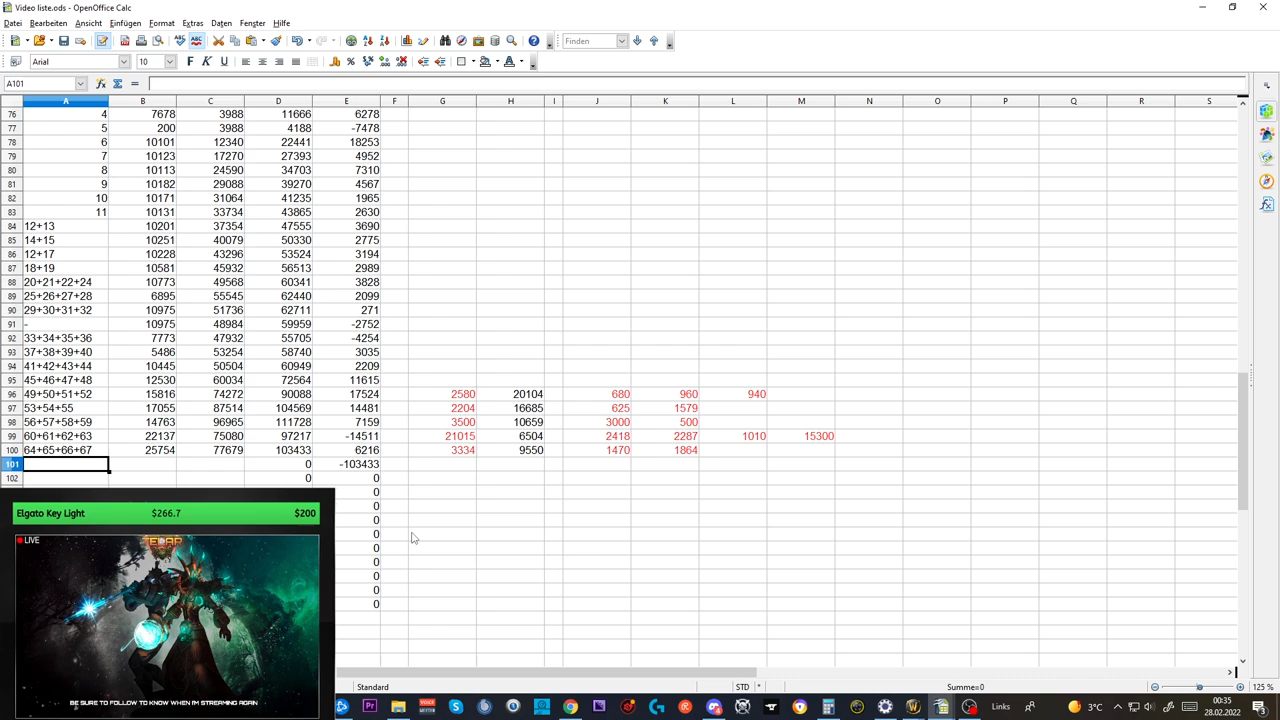 Video liste.ods - OpenOffice Calc
Datei Bearbeiten Ansicht Einfügen Format Extras Daten Fenster Hilfe
Finden
Arial 10 F K U
A101
A B C D E F G H I J K L M N O P Q R S
76 4 7678 3988 11666 6278
77 5 200 3988 4188 -7478
78 6 10101 12340 22441 18253
79 7 10123 17270 27393 4952
80 8 10113 24590 34703 7310
81 9 10182 29088 39270 4567
82 10 10171 31064 41235 1965
83 11 10131 33734 43865 2630
84 12+13 10201 37354 47555 3690
85 14+15 10251 40079 50330 2775
86 12+17 10228 43296 53524 3194
87 18+19 10581 45932 56513 2989
88 20+21+22+24 10773 49568 60341 3828
89 25+26+27+28 6895 55545 62440 2099
90 29+30+31+32 10975 51736 62711 271
91 - 10975 48984 59959 -2752
92 33+34+35+36 7773 47932 55705 -4254
93 37+38+39+40 5486 53254 58740 3035
94 41+42+43+44 10445 50504 60949 2209
95 45+46+47+48 12530 60034 72564 11615
96 49+50+51+52 15816 74272 90088 17524 2580 20104 680 960 940
97 53+54+55 17055 87514 104569 14481 2204 16685 625 1579
98 56+57+58+59 14763 96965 111728 7159 3500 10659 3000 500
99 60+61+62+63 22137 75080 97217 -14511 21015 6504 2418 2287 1010 15300
100 64+65+66+67 25754 77679 103433 6216 3334 9550 1470 1864
101 0 -103433
102 0 0
0
0
0
0
0
0
0
0
0
Elgato Key Light $266.7 $200
LIVE
BE SURE TO FOLLOW TO KNOW WHEN I'M STREAMING AGAIN
Standard STD * Summe=0 125 %
Links 3°C 00:35
28.02.2022